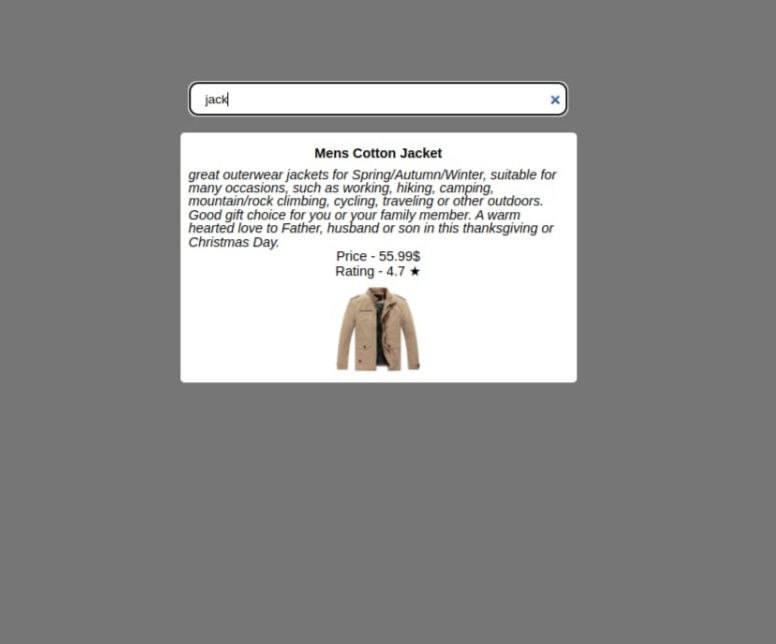 jack
Mens Cotton Jacket
great outerwear jackets for Spring/Autumn/Winter, suitable for
many occasions, such as working, hiking, camping,
mountain/rock climbing, cycling, traveling or other outdoors.
Good gift choice for you or your family member. A warm
hearted love to Father, husband or son in this thanksgiving or
Christmas Day.
Price - 55.99$
Rating - 4.7 ★